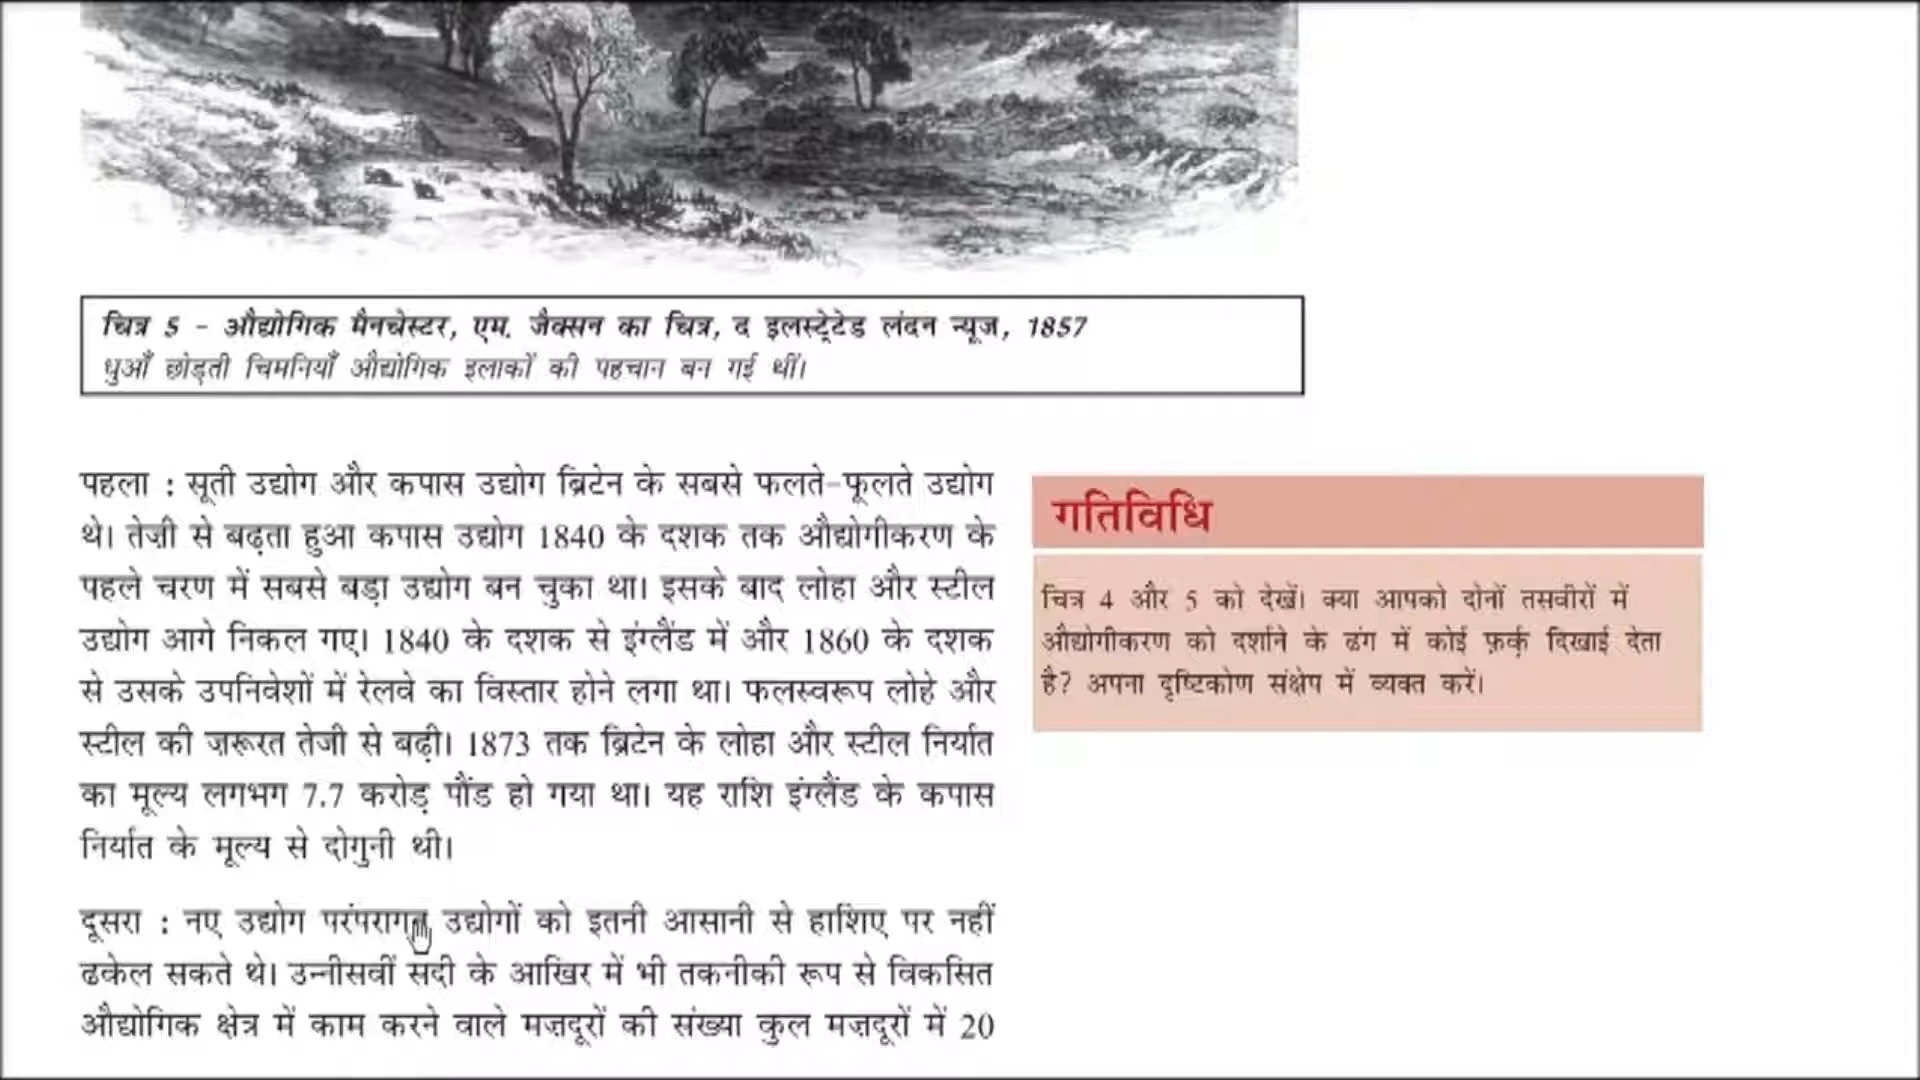 चित्र 5 - औद्योगिक मैनचेस्टर, एम. जैक्सन का चित्र, द इलस्ट्रेटेड लंदन न्यूज, 1857
धुआँ छोड़ती चिमनियाँ औद्योगिक इलाकों की पहचान बन गई थीं।
पहला : सूती उद्योग और कपास उद्योग ब्रिटेन के सबसे फलते-फूलते उद्योग
थे। तेज़ी से बढ़ता हुआ कपास उद्योग 1840 के दशक तक औद्योगीकरण के
पहले चरण में सबसे बड़ा उद्योग बन चुका था। इसके बाद लोहा और स्टील
उद्योग आगे निकल गए। 1840 के दशक से इंग्लैंड में और 1860 के दशक
से उसके उपनिवेशों में रेलवे का विस्तार होने लगा था। फलस्वरूप लोहे और
स्टील की ज़रूरत तेजी से बढ़ी। 1873 तक ब्रिटेन के लोहा और स्टील निर्यात
का मूल्य लगभग 7.7 करोड़ पौंड हो गया था। यह राशि इंग्लैंड के कपास
निर्यात के मूल्य से दोगुनी थी।
दूसरा : नए उद्योग परंपरागत उद्योगों को इतनी आसानी से हाशिए पर नहीं
ढकेल सकते थे। उन्नीसवीं सदी के आखिर में भी तकनीकी रूप से विकसित
औद्योगिक क्षेत्र में काम करने वाले मज़दूरों की संख्या कुल मज़दूरों में 20
गतिविधि
चित्र 4 और 5 को देखें। क्या आपको दोनों तसवीरों में
औद्योगीकरण को दर्शाने के ढंग में कोई फ़र्क़ दिखाई देता
है? अपना दृष्टिकोण संक्षेप में व्यक्त करें।